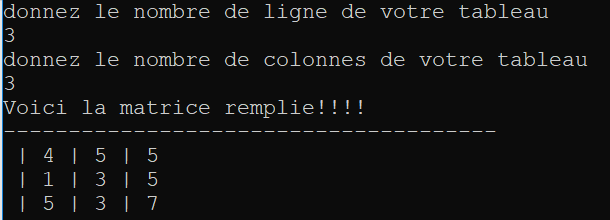 donnez le nombre de ligne de votre tableau
3
donnez le nombre de colonnes de votre tableau
3
Voici la matrice remplie!!!!
--------------------------------------
 | 4 | 5 | 5
 | 1 | 3 | 5
 | 5 | 3 | 7